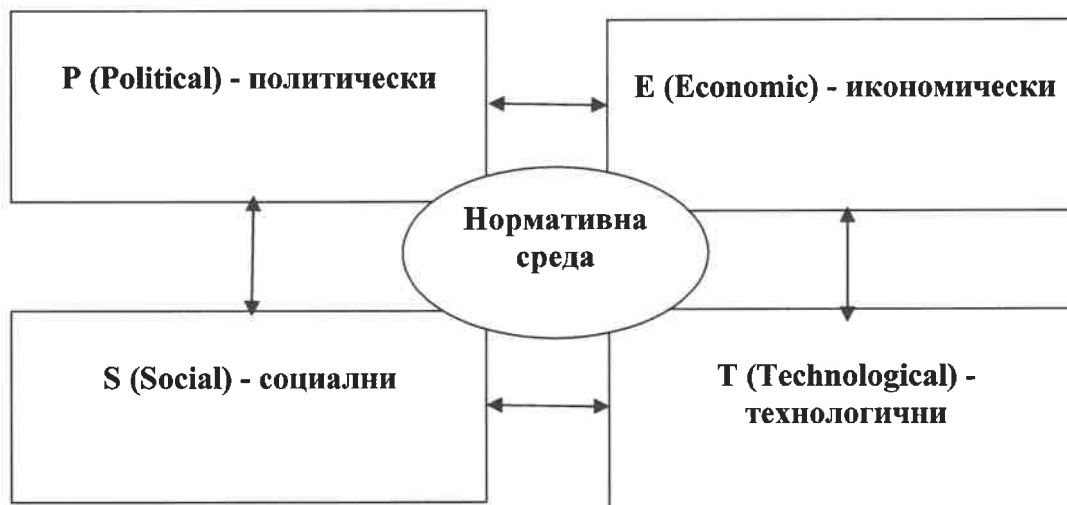 P (Political) - политически
E (Economic) - икономически
Нормативна
среда
S (Social) - социални
T (Technological) -
технологични